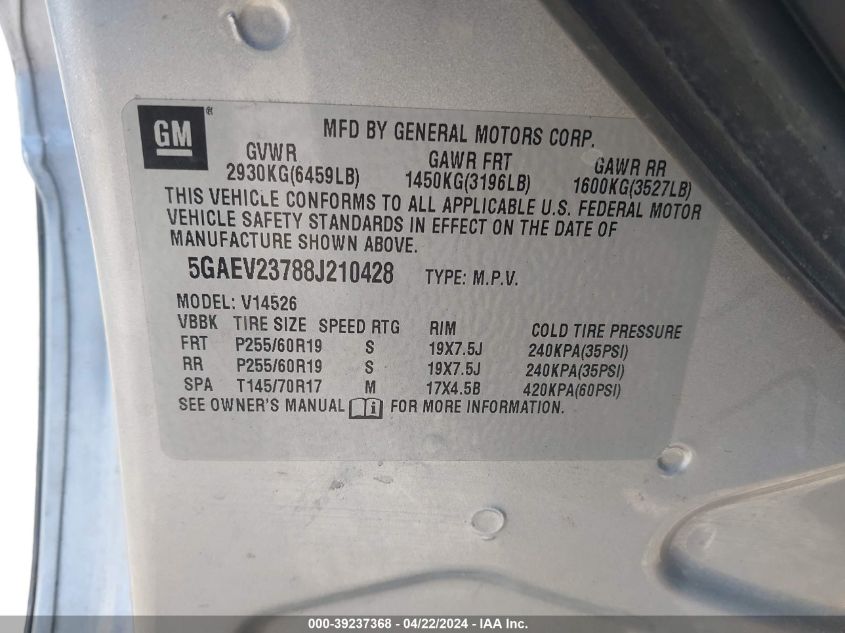 GM ® MFD BY GENERAL MOTORS CORP.
GVWR GAWR FRT GAWR RR
2930KG(6459LB) 1450KG(3196LB) 1600KG(3527LB)
THIS VEHICLE CONFORMS TO ALL APPLICABLE U.S. FEDERAL MOTOR
VEHICLE SAFETY STANDARDS IN EFFECT ON THE DATE OF
MANUFACTURE SHOWN ABOVE.
5GAEV23788J210428 TYPE: M.P.V.
MODEL: V14526
VBBK TIRE SIZE SPEED RTG RIM COLD TIRE PRESSURE
FRT P255/60R19 S 19X7.5J 240KPA(35PSI)
RR P255/60R19 S 19X7.5J 240KPA(35PSI)
SPA T145/70R17 M 17X4.5B 420KPA(60PSI)
SEE OWNER'S MANUAL i FOR MORE INFORMATION.
000-39237368 - 04/22/2024 - IAA Inc.